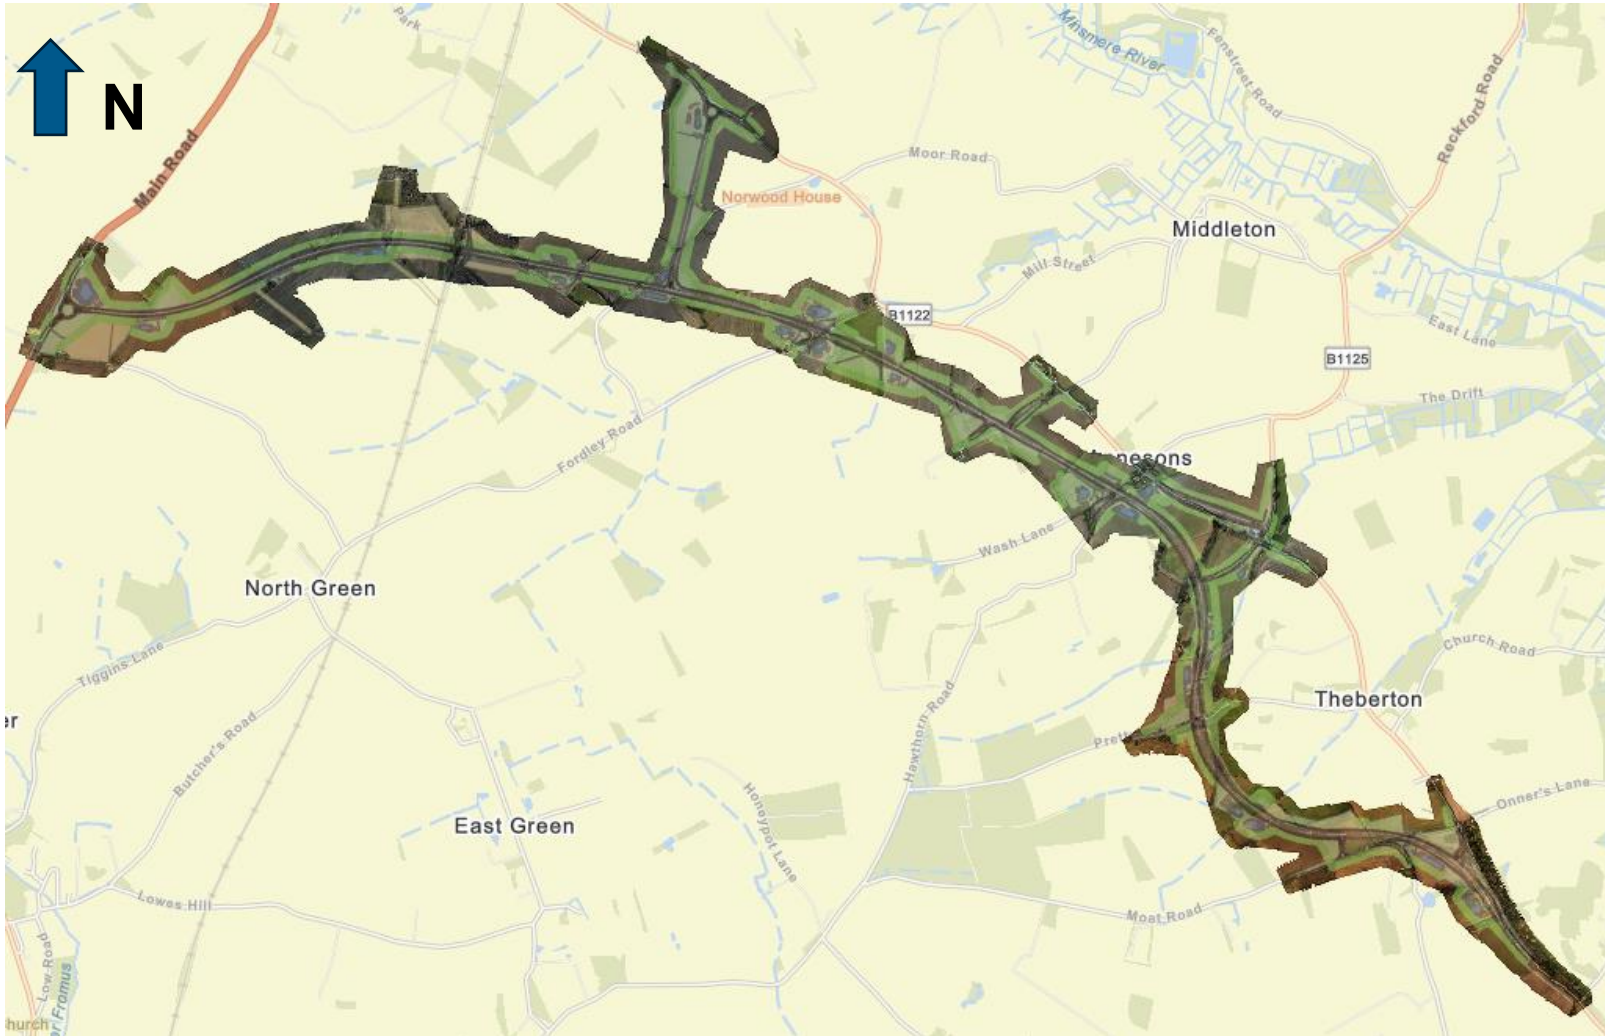 Park
Minsmere River
Fenstreet Road
Reckford Road
N
Main Road
Moor Road
Norwood House
Middleton
Mill Street
B1122
East Lane
B1125
The Drift
Fordley Road
Wash Lane
North Green
Tiggins Lane
Church Road
Theberton
Hawthorn Road
Butcher's Road
Honeypot Lane
Onner's Lane
East Green
Lowes Hill
Moat Road
Low Road